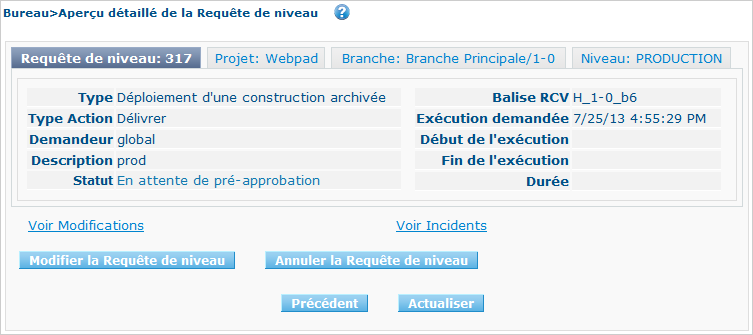 Bureau>Aperçu détaillé de la Requête de niveau ?
Requête de niveau: 317 Projet: Webpad Branche: Branche Principale/1-0 Niveau: PRODUCTION
Type Déploiement d'une construction archivée Balise RCV H_1-0_b6
Type Action Délivrer Exécution demandée 7/25/13 4:55:29 PM
Demandeur global Début de l'exécution
Description prod Fin de l'exécution
Statut En attente de pré-approbation Durée
Voir Modifications Voir Incidents
Modifier la Requête de niveau Annuler la Requête de niveau
Précédent Actualiser